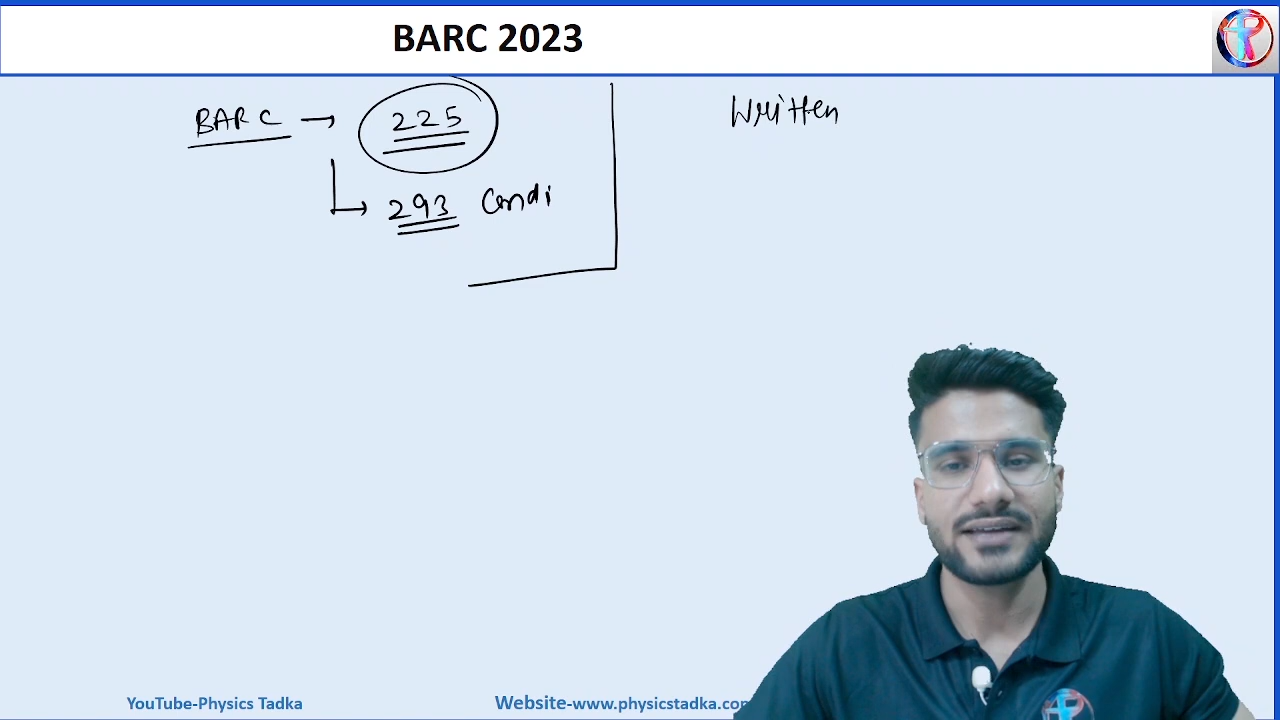 BARC 2023
BARC → 225
→ 293 Candi
Written
YouTube-Physics Tadka
Website-www.physicstadka.com